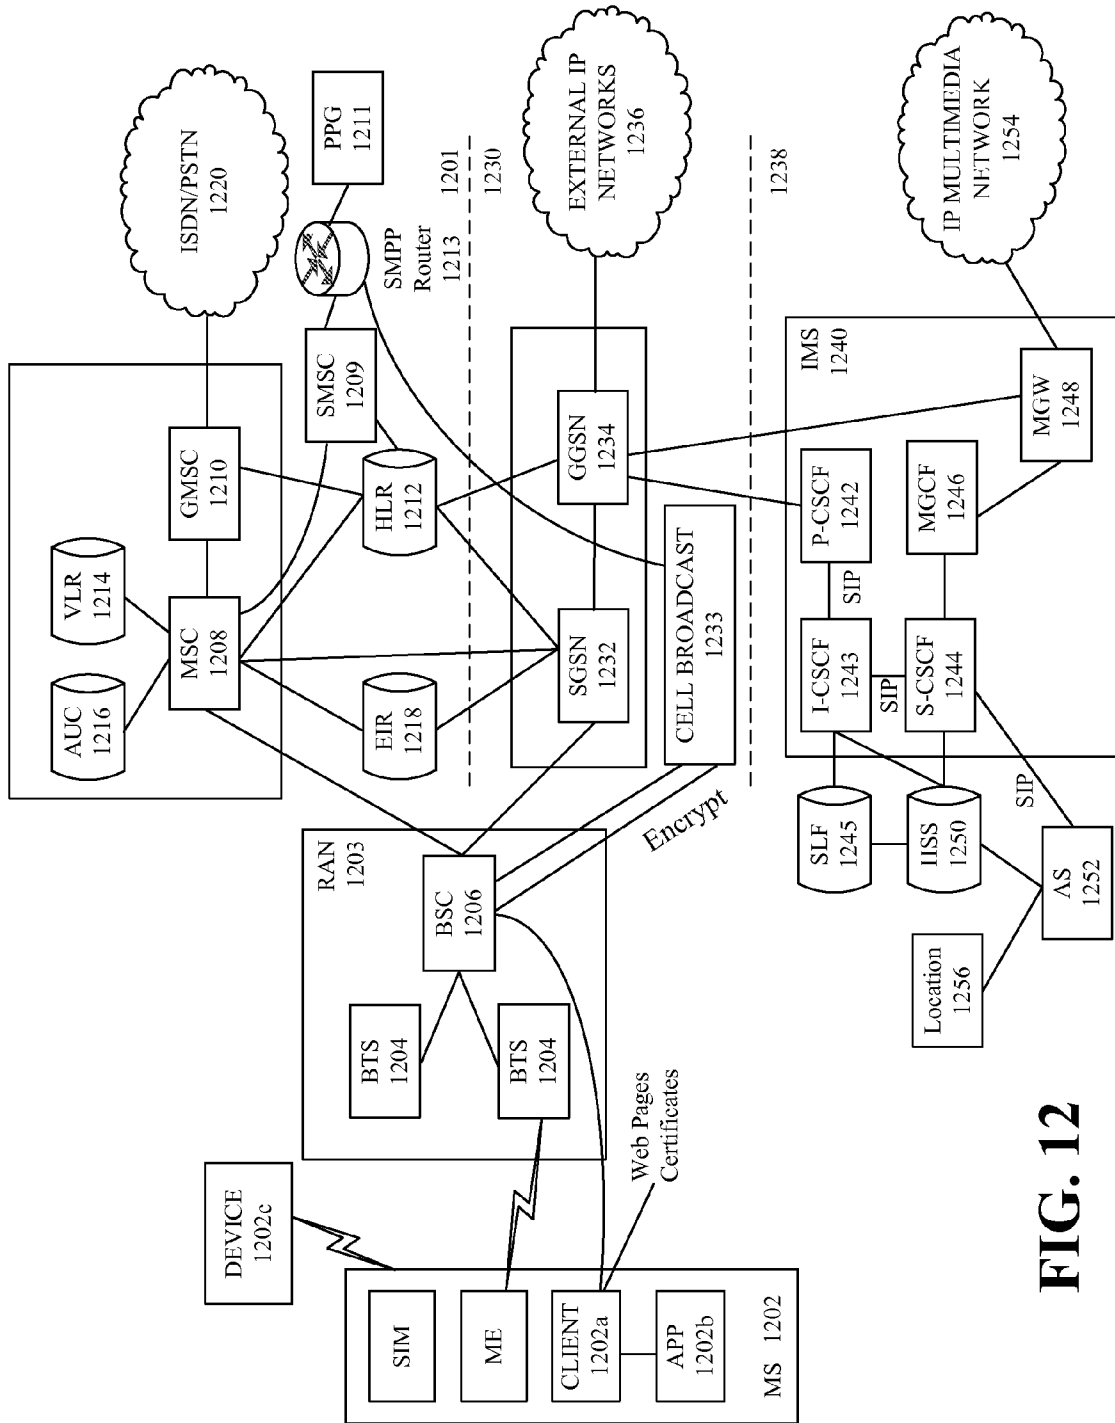 DEVICE
1202c
SIM
ME
CLIENT
1202a
APP
1202b
MS 1202
Web Pages
Certificates
RAN
1203
BTS
1204
BTS
1204
BSC
1206
Encrypt
AUC
1216
VLR
1214
MSC
1208
GMSC
1210
ISDN/PSTN
1220
EIR
1218
HLR
1212
SMSC
1209
SMPP
Router
1213
PPG
1211
1201
1230
SGSN
1232
GGSN
1234
EXTERNAL IP
NETWORKS
1236
CELL BROADCAST
1233
1238
IMS
1240
SLF
1245
I-CSCF
1243
SIP
P-CSCF
1242
SIP
IISS
1250
S-CSCF
1244
MGCF
1246
SIP
Location
1256
AS
1252
MGW
1248
IP MULTIMEDIA
NETWORK
1254
FIG. 12